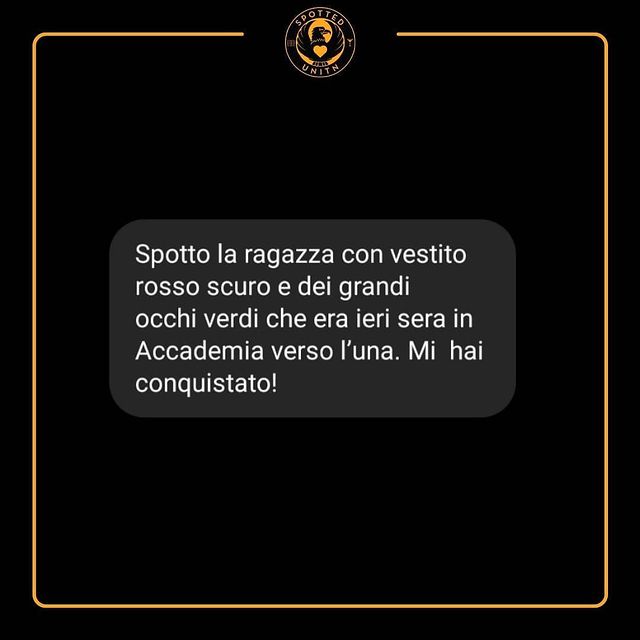 SPOTTED
UNITN
Spotto la ragazza con vestito
rosso scuro e dei grandi
occhi verdi che era ieri sera in
Accademia verso l’una. Mi  hai
conquistato!